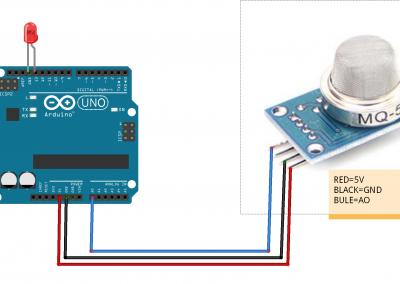 L
TX
RX
Arduino
UNO
ON
ICSP2
ICSP
DIGITAL (PWM~)
POWER
ANALOG IN
MQ-5
RED=5V
BLACK=GND
BULE=AO